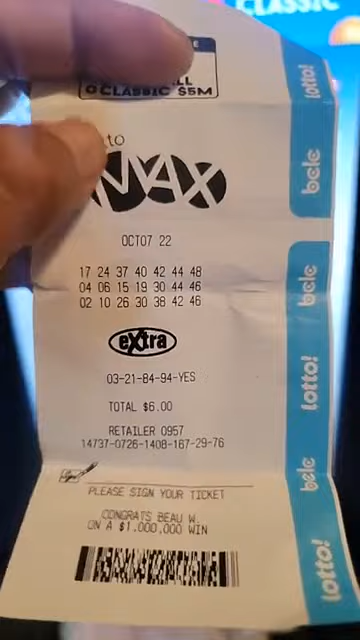 CLASSIC
CLASSIC $5M
to
MAX
OCT07 22
17 24 37 40 42 44 48
04 06 15 19 30 44 46
02 10 26 30 38 42 46
extra
03-21-84-94-YES
TOTAL $6.00
RETAILER 0957
14737-0726-1408-167-29-76
PLEASE SIGN YOUR TICKET
CONGRATS BEAU W.
ON A $1,000,000 WIN
lotto!
bclc
bclc
lotto!
bclc
lotto!